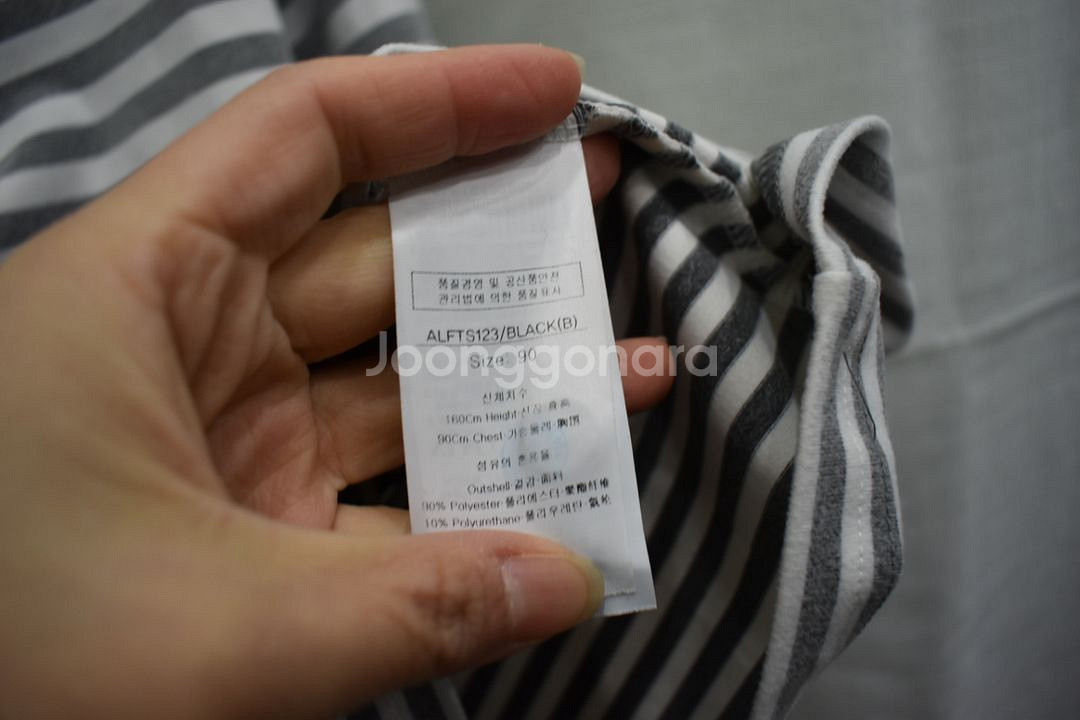 품질경영 및 공산품안전
관리법에 의한 품질표시
ALFTS123/BLACK(B)
Size: 90
Joonggonara
신체치수
160Cm Height·신장·身高
90Cm Chest·가슴둘레·胸围
섬유의 혼용율
Outshell·겉감·面料
90% Polyester·폴리에스터·聚酯纤维
10% Polyurethane·폴리우레탄·氨纶